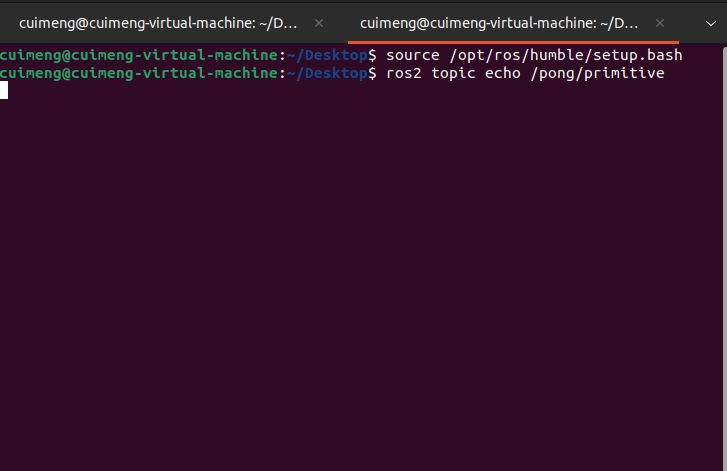 cuimeng@cuimeng-virtual-machine: ~/D... × cuimeng@cuimeng-virtual-machine: ~/D... ×
cuimeng@cuimeng-virtual-machine:~/Desktop$ source /opt/ros/humble/setup.bash
cuimeng@cuimeng-virtual-machine:~/Desktop$ ros2 topic echo /pong/primitive